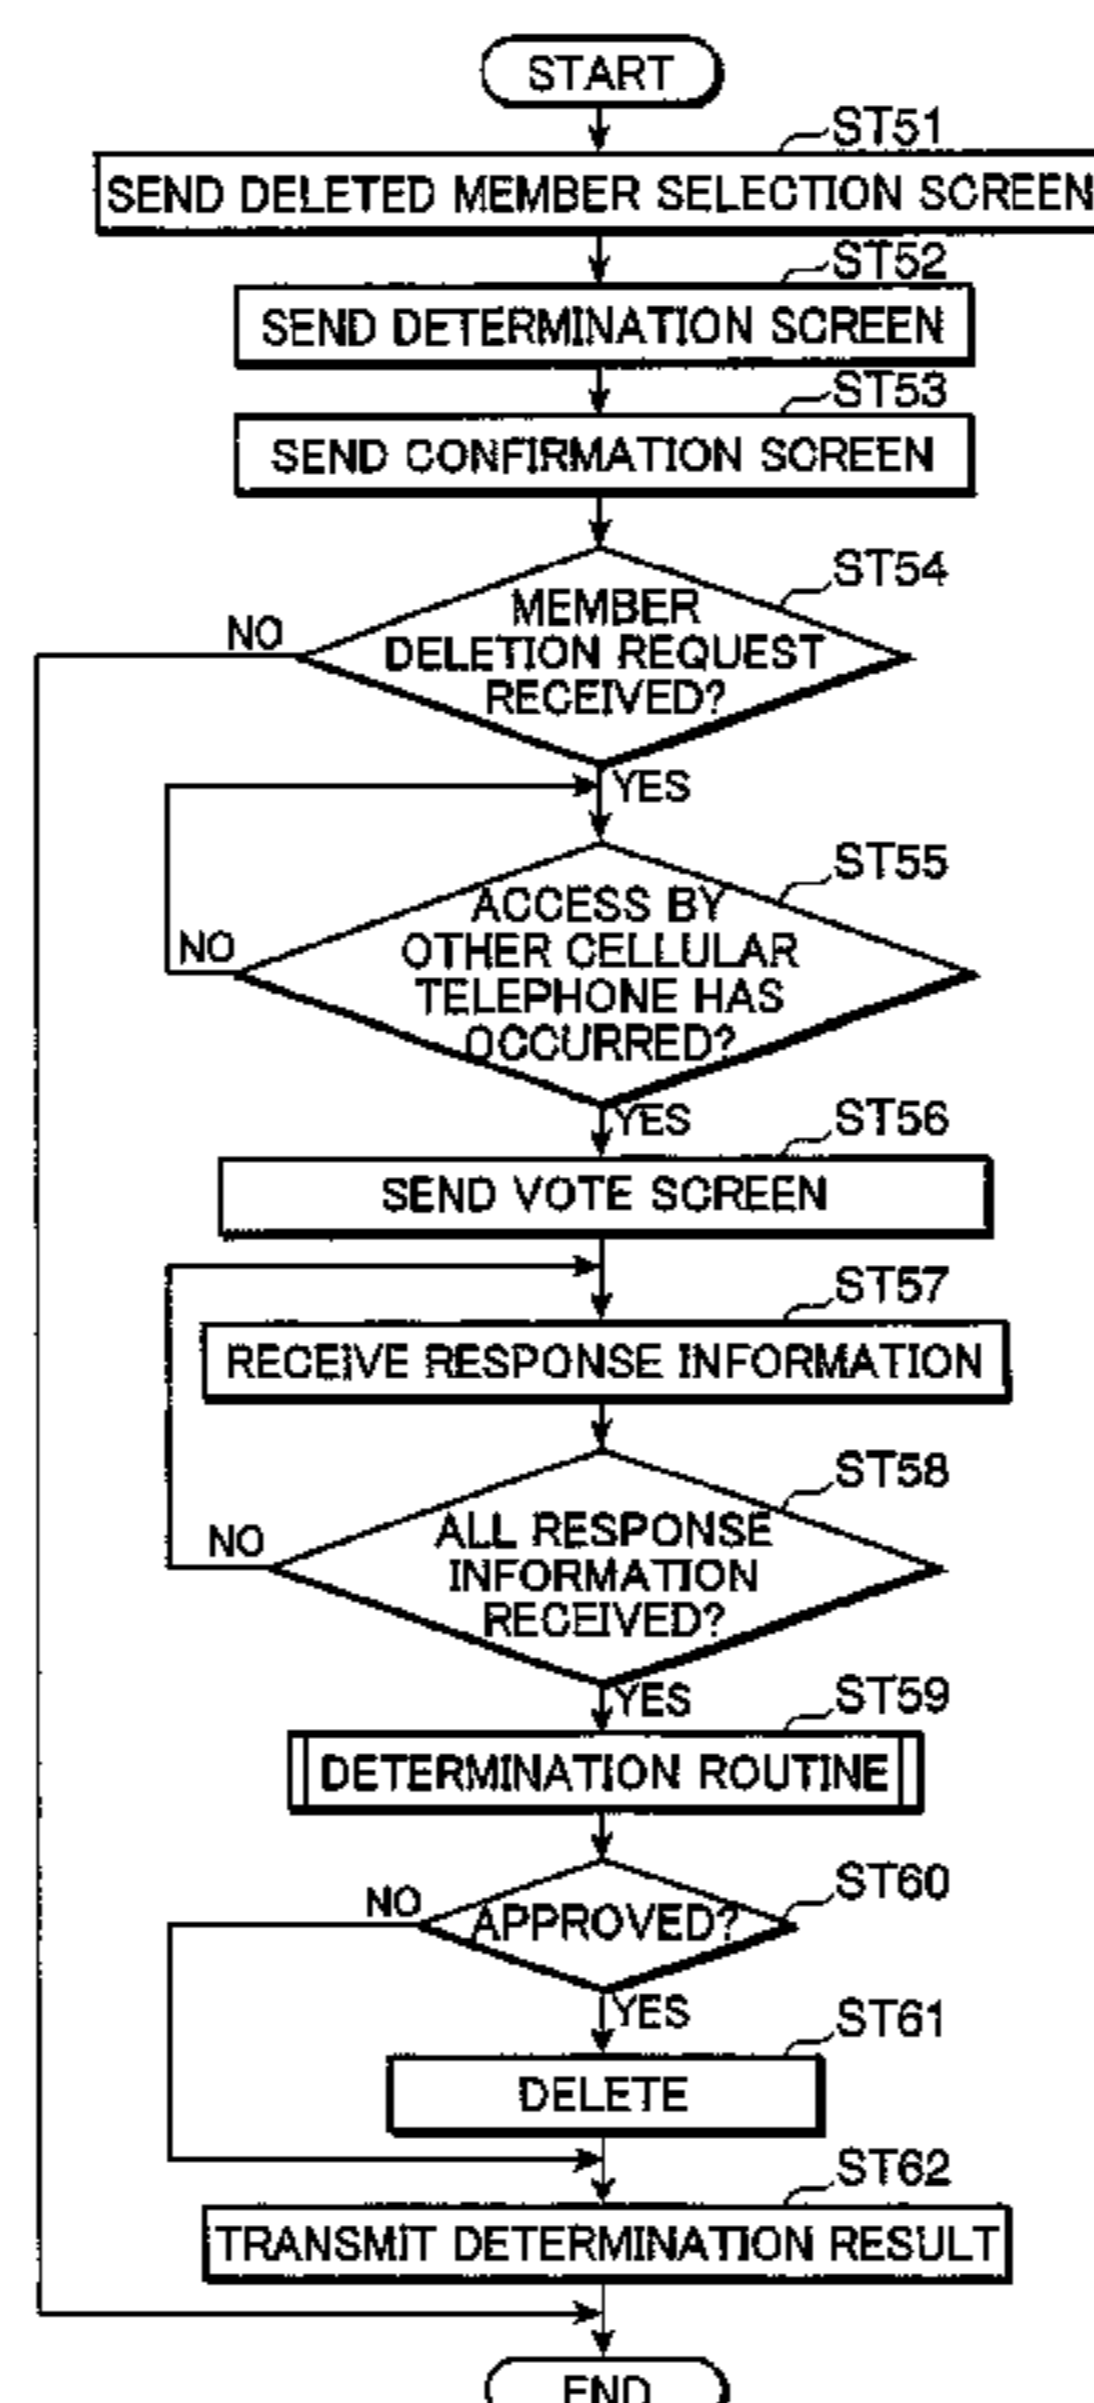 START
ST51
SEND DELETED MEMBER SELECTION SCREEN
ST52
SEND DETERMINATION SCREEN
ST53
SEND CONFIRMATION SCREEN
ST54
MEMBER
DELETION REQUEST
RECEIVED?
NO
YES
ST55
ACCESS BY
OTHER CELLULAR
TELEPHONE HAS
OCCURRED?
NO
YES
ST56
SEND VOTE SCREEN
ST57
RECEIVE RESPONSE INFORMATION
ST58
ALL RESPONSE
INFORMATION
RECEIVED?
NO
YES
ST59
DETERMINATION ROUTINE
ST60
APPROVED?
NO
YES
ST61
DELETE
ST62
TRANSMIT DETERMINATION RESULT
END